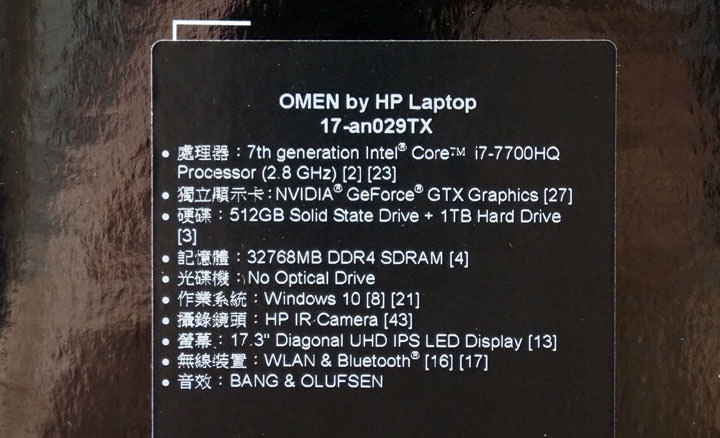 OMEN by HP Laptop
17-an029TX
• 處理器：7th generation Intel® Core™ i7-7700HQ
Processor (2.8 GHz) [2] [23]
• 獨立顯示卡：NVIDIA® GeForce® GTX Graphics [27]
• 硬碟：512GB Solid State Drive + 1TB Hard Drive
[3]
• 記憶體：32768MB DDR4 SDRAM [4]
• 光碟機：No Optical Drive
• 作業系統：Windows 10 [8] [21]
• 攝錄鏡頭：HP IR Camera [43]
• 螢幕：17.3" Diagonal UHD IPS LED Display [13]
• 無線裝置：WLAN & Bluetooth® [16] [17]
• 音效：BANG & OLUFSEN